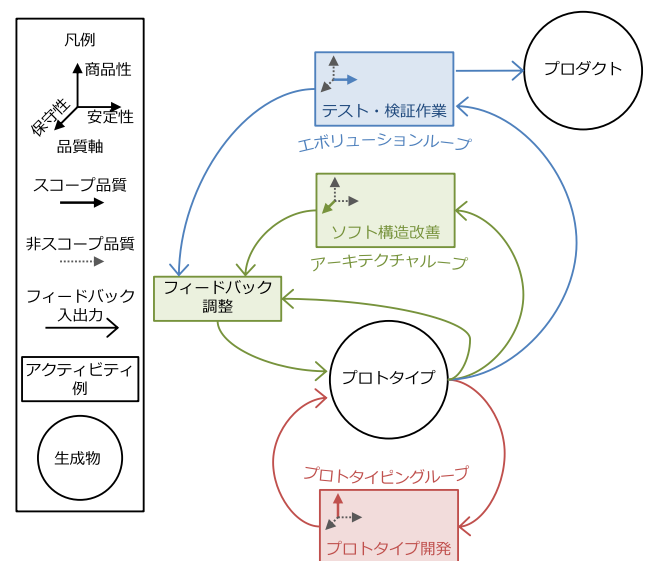 凡例
商品性
保守性
安定性
品質軸
スコープ品質
非スコープ品質
フィードバック
入出力
アクティビティ
例
生成物
プロダクト
テスト・検証作業
エボリューションループ
ソフト構造改善
アーキテクチャループ
フィードバック
調整
プロトタイプ
プロトタイピングループ
プロトタイプ開発